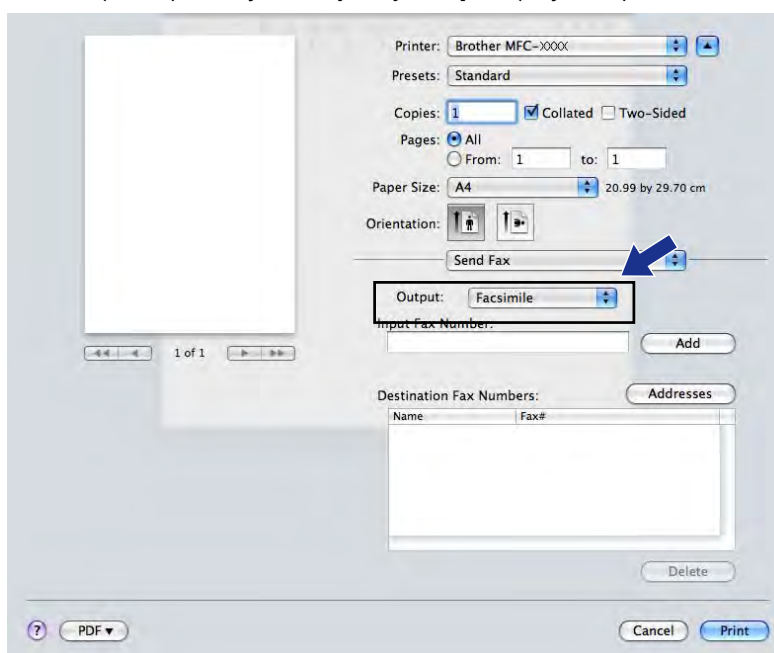 Printer: Brother MFC-XXXX
Presets: Standard
Copies: 1 Collated Two-Sided
Pages: All
From: 1 to: 1
Paper Size: A4 20.99 by 29.70 cm
Orientation:
Send Fax
Output: Facsimile
Input Fax Number:
Add
1 of 1
Destination Fax Numbers: Addresses
Name Fax#
Delete
? PDF Cancel Print